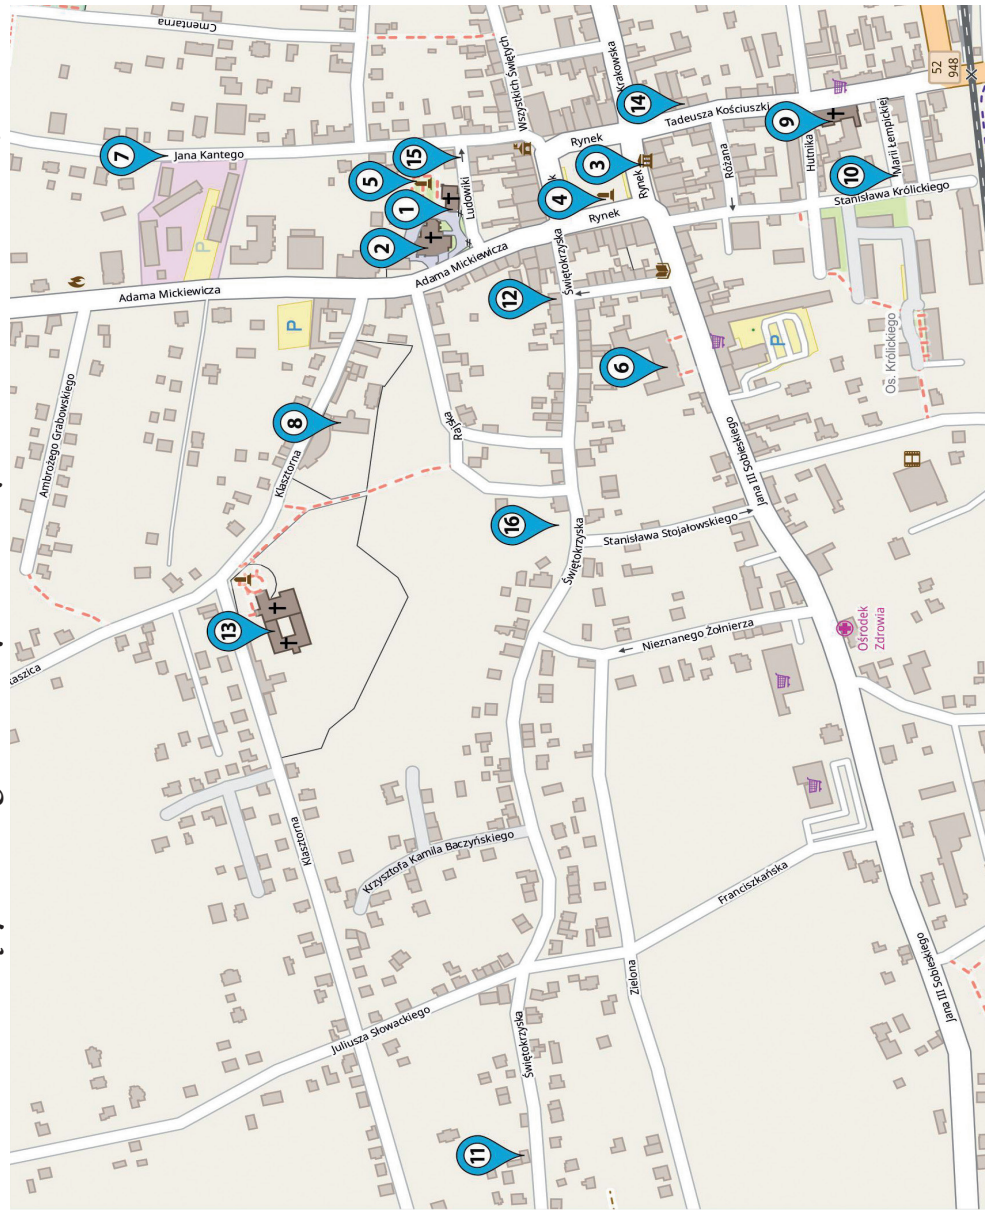 Cmentarna
Wszystkich Świętych
Krakowska
52
948
Tadeusza Kościuszki
14
9
7
Jana Kantego
15
5
Rynek
3
Hutnika
Marii Łempickiej
1
Ludowiki
4
Rynek
Różana
10
Stanisława Królickiego
2
Rynek
P
Adama Mickiewicza
Adama Mickiewicza
Świętokrzyska
12
P
6
P
Os. Królickiego
Ambrożego Grabowskiego
8
Rajska
Klasztorna
Jana III Sobieskiego
16
Świętokrzyska
Stanisława Stojałowskiego
13
Nieznanego Żołnierza
Ośrodek
Zdrowia
Klasztorna
Krzysztofa Kamila Baczyńskiego
Franciszkańska
Juliusza Słowackiego
Zielona
Jana III Sobieskiego
Świętokrzyska
11